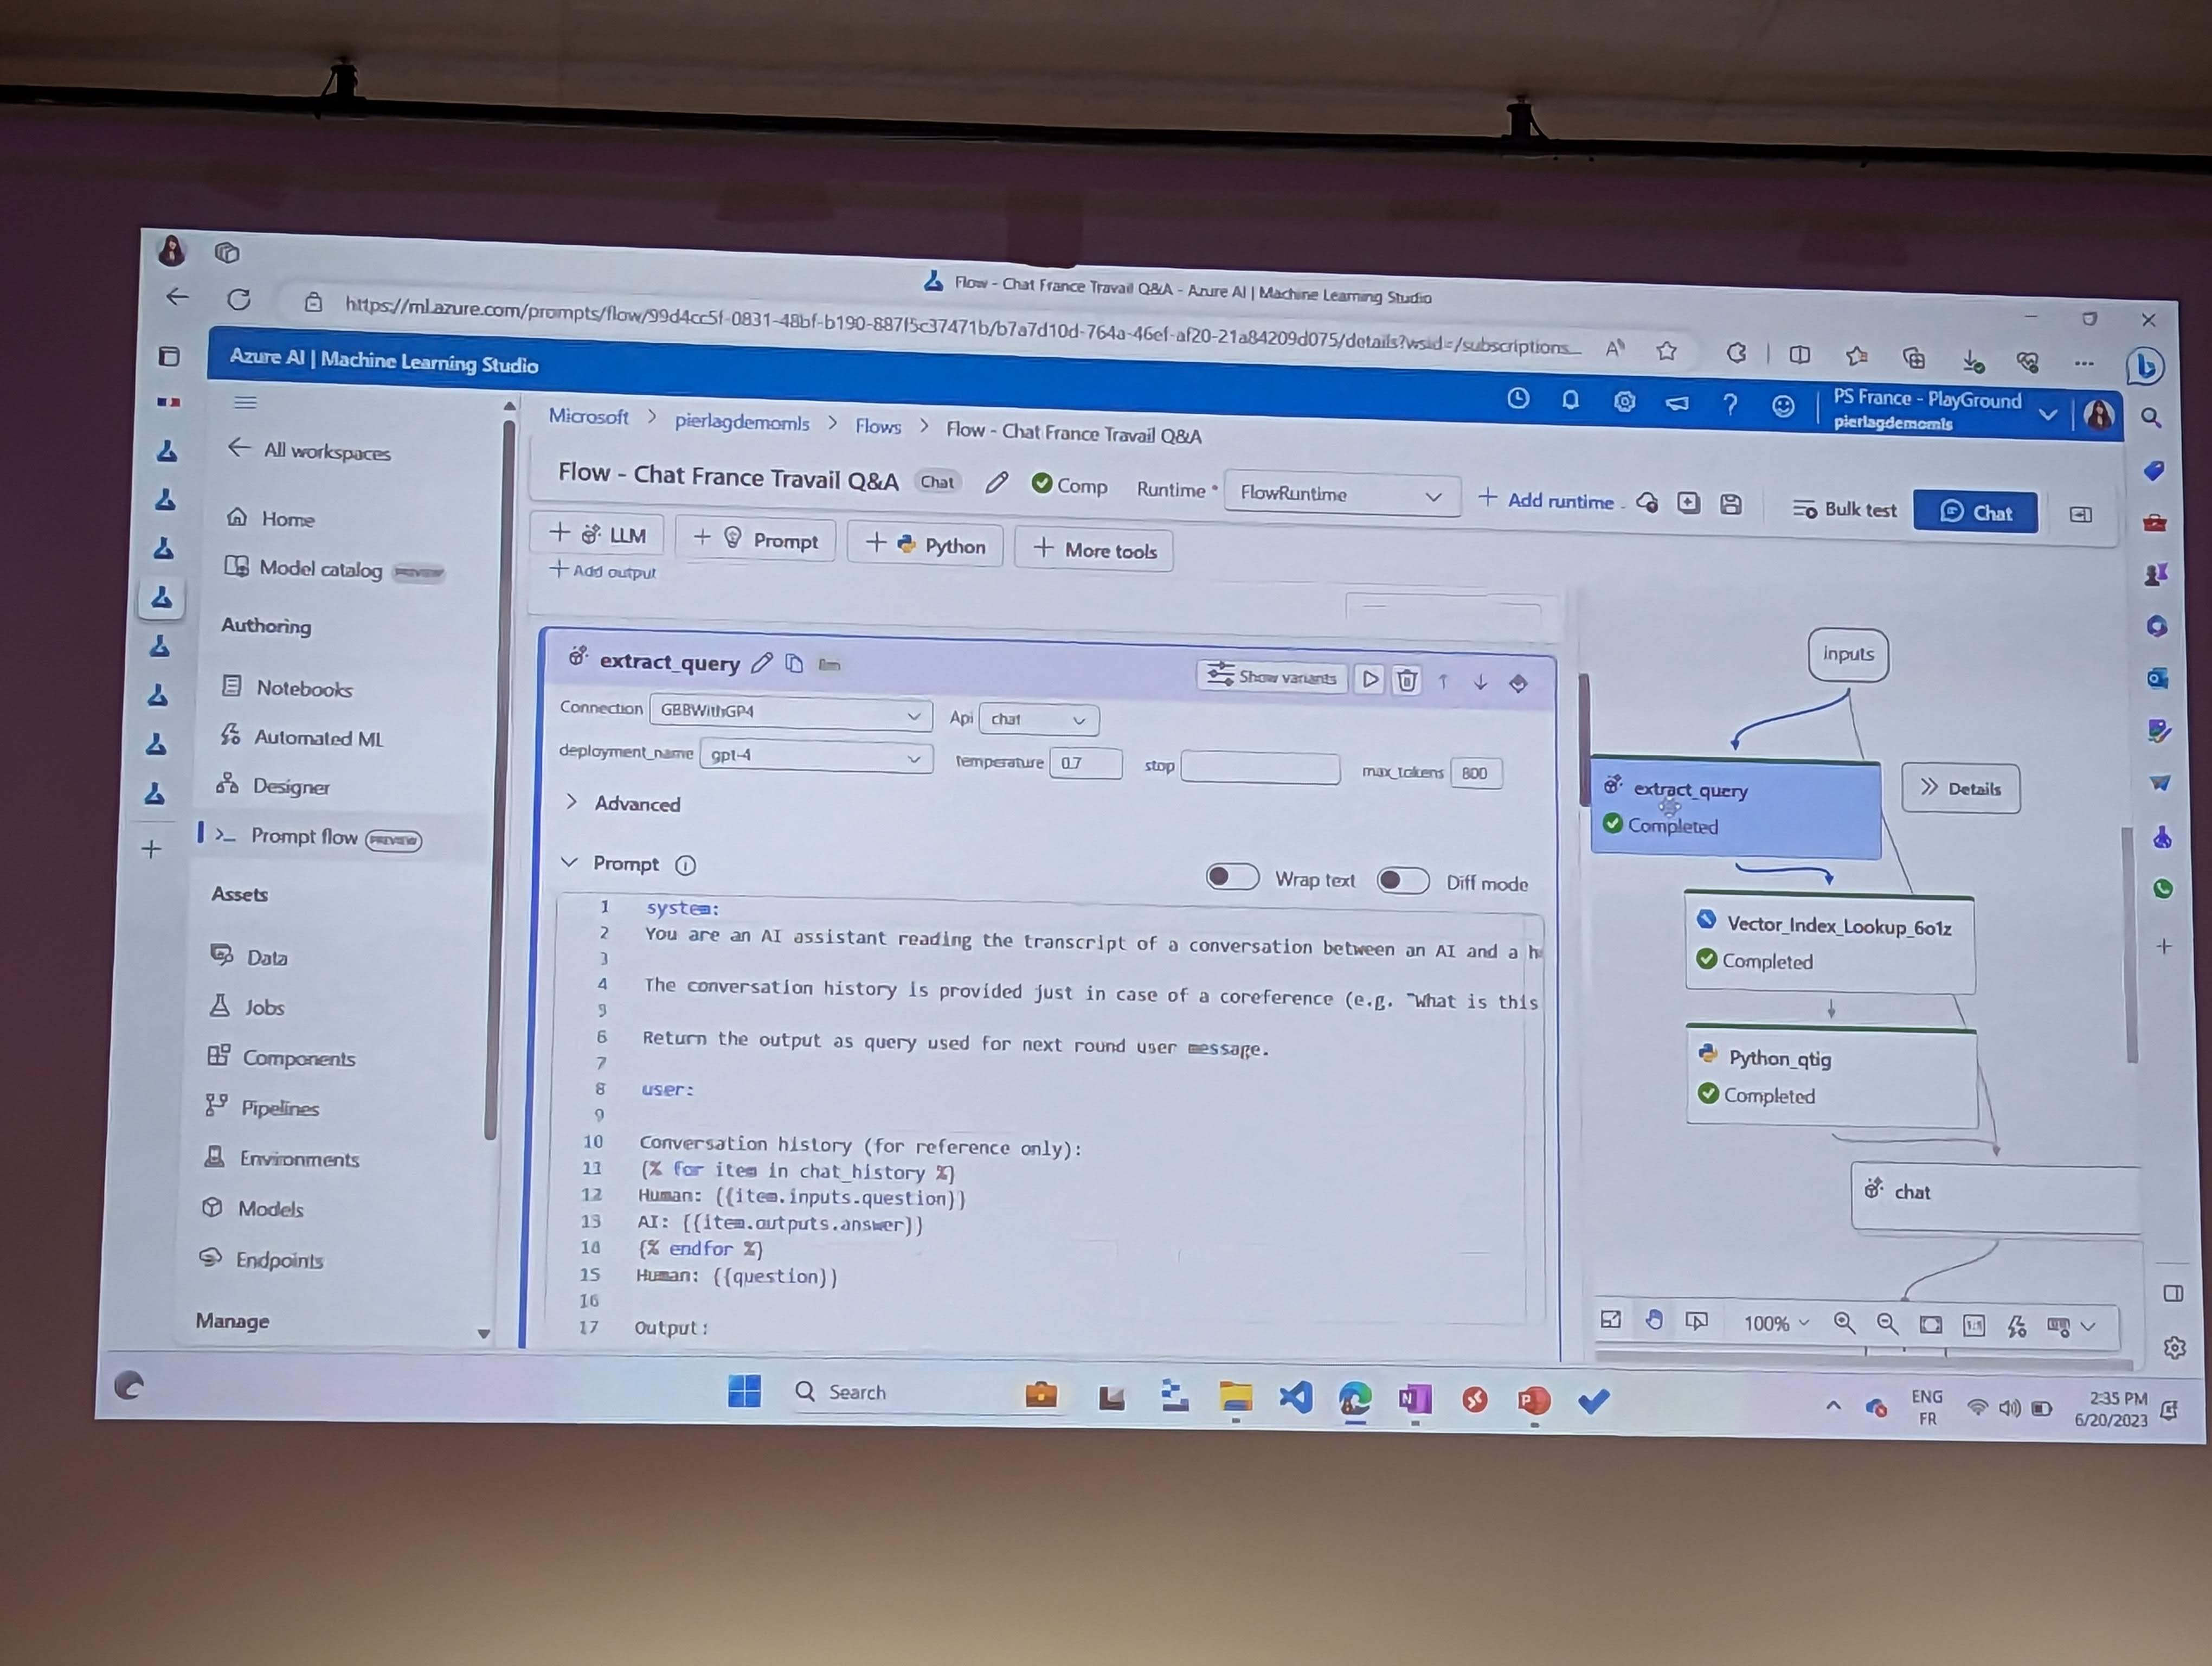 Flow - Chat France Travail Q&A - Azure AI | Machine Learning Studio
https://ml.azure.com/prompts/flow/99d4cc5f-0831-48bf-b190-887f5c37471b/b7a7d10d-764a-46ef-af20-21a84209d075/details?wsid=/subscriptions...
Azure AI | Machine Learning Studio
PS France - PlayGround
pierlagdemomls
All workspaces
Home
Model catalog PREVIEW
Authoring
Notebooks
Automated ML
Designer
Prompt flow PREVIEW
Assets
Data
Jobs
Components
Pipelines
Environments
Models
Endpoints
Manage
Microsoft > pierlagdemomls > Flows > Flow - Chat France Travail Q&A
Flow - Chat France Travail Q&A Chat Comp Runtime * FlowRuntime + Add runtime Bulk test Chat
+ LLM + Prompt + Python + More tools
+ Add output
extract_query llm Show variants
Connection GBBWithGP4 Api chat
deployment_name gpt-4 temperature 0.7 stop max_tokens 800
Advanced
Prompt Wrap text Diff mode
1 system:
2 You are an AI assistant reading the transcript of a conversation between an AI and a h
3
4 The conversation history is provided just in case of a coreference (e.g. "What is this
5
6 Return the output as query used for next round user message.
7
8 user:
9
10 Conversation history (for reference only):
11 {% for item in chat_history %}
12 Human: {{item.inputs.question}}
13 AI: {{item.outputs.answer}}
14 {% endfor %}
15 Human: {{question}}
16
17 Output:
inputs
extract_query
Completed
Details
Vector_Index_Lookup_6o1z
Completed
Python_qtig
Completed
chat
100%
Search
ENG
FR
2:35 PM
6/20/2023